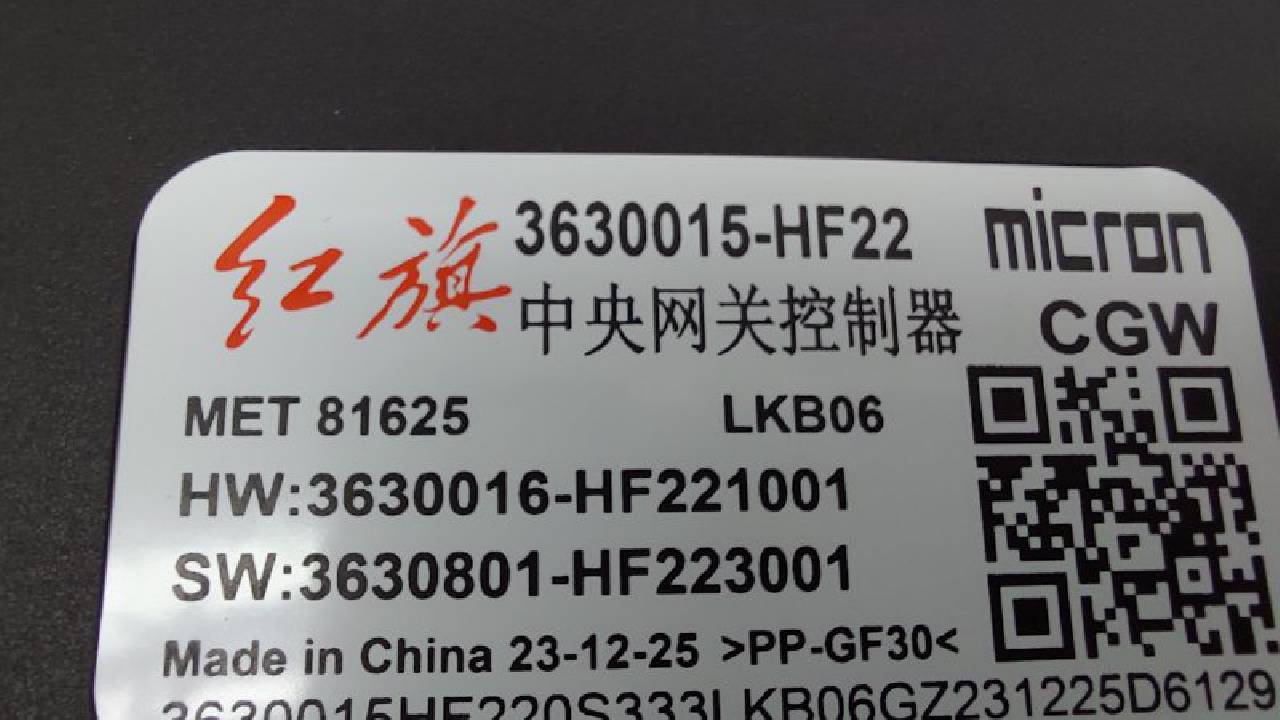 红旗 3630015-HF22 micron
中央网关控制器 CGW
MET 81625 LKB06
HW:3630016-HF221001
SW:3630801-HF223001
Made in China 23-12-25 >PP-GF30<
3630015HF220S333LKB06GZ231225D6129